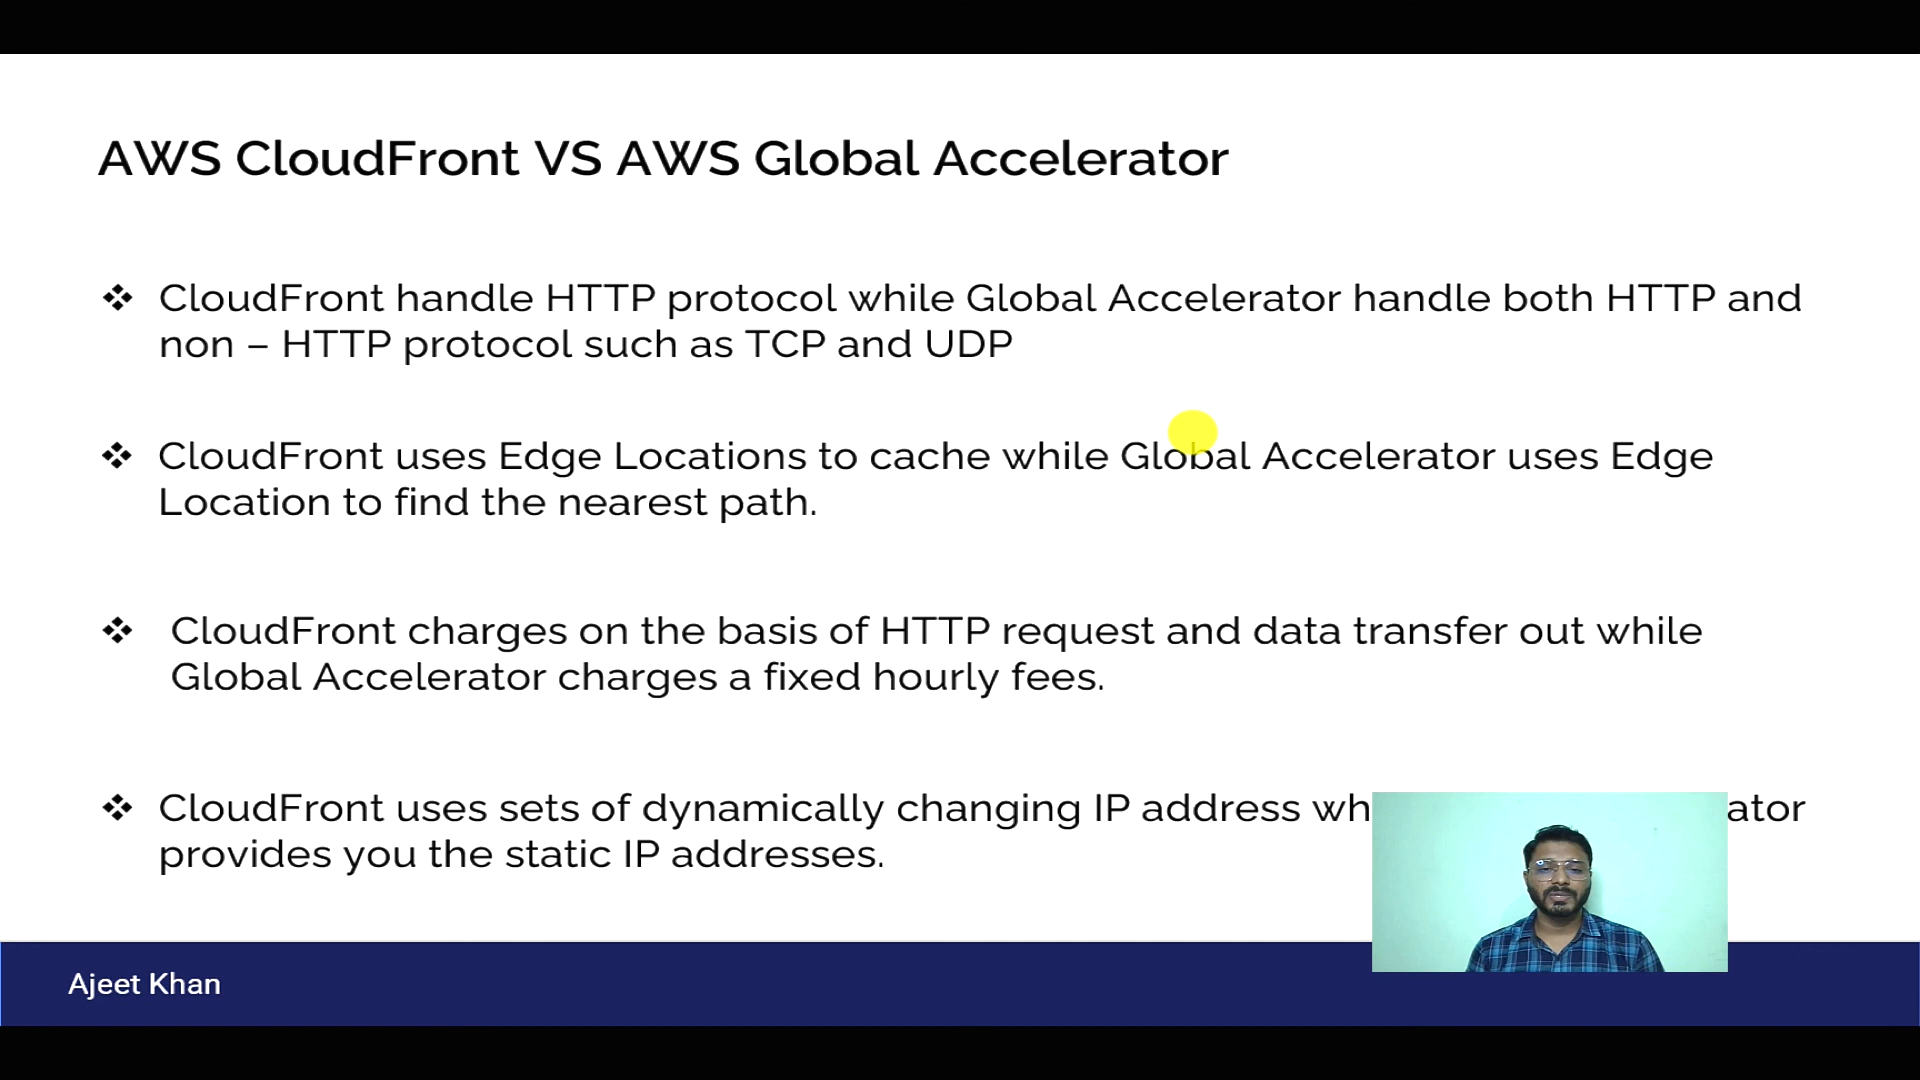 AWS CloudFront VS AWS Global Accelerator
❖ CloudFront handle HTTP protocol while Global Accelerator handle both HTTP and
non – HTTP protocol such as TCP and UDP
❖ CloudFront uses Edge Locations to cache while Global Accelerator uses Edge
Location to find the nearest path.
❖ CloudFront charges on the basis of HTTP request and data transfer out while
Global Accelerator charges a fixed hourly fees.
❖ CloudFront uses sets of dynamically changing IP address
provides you the static IP addresses.
Ajeet Khan